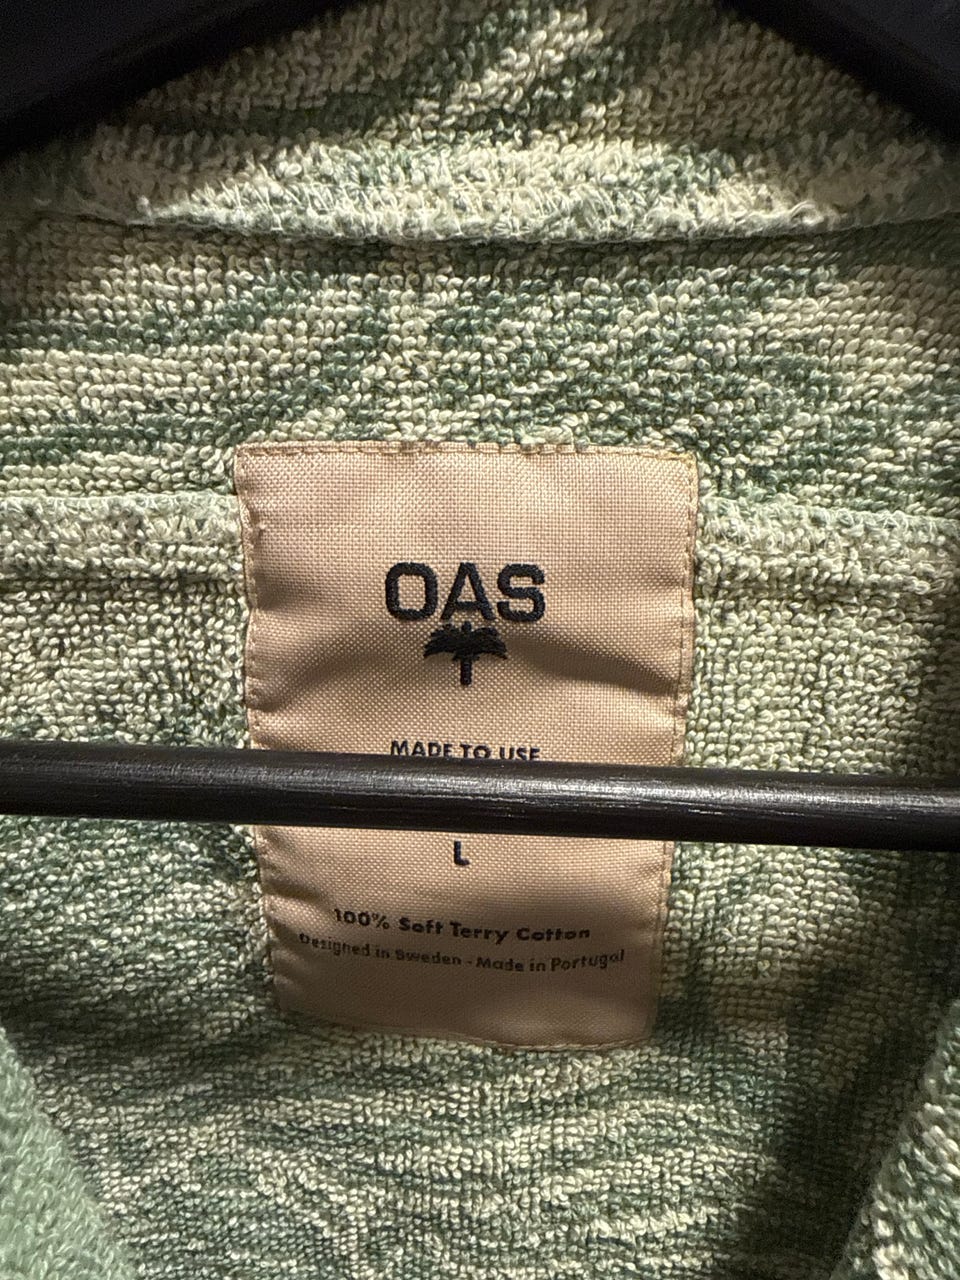 OAS
MADE TO USE
L
100% Soft Terry Cotton
Designed in Sweden - Made in Portugal